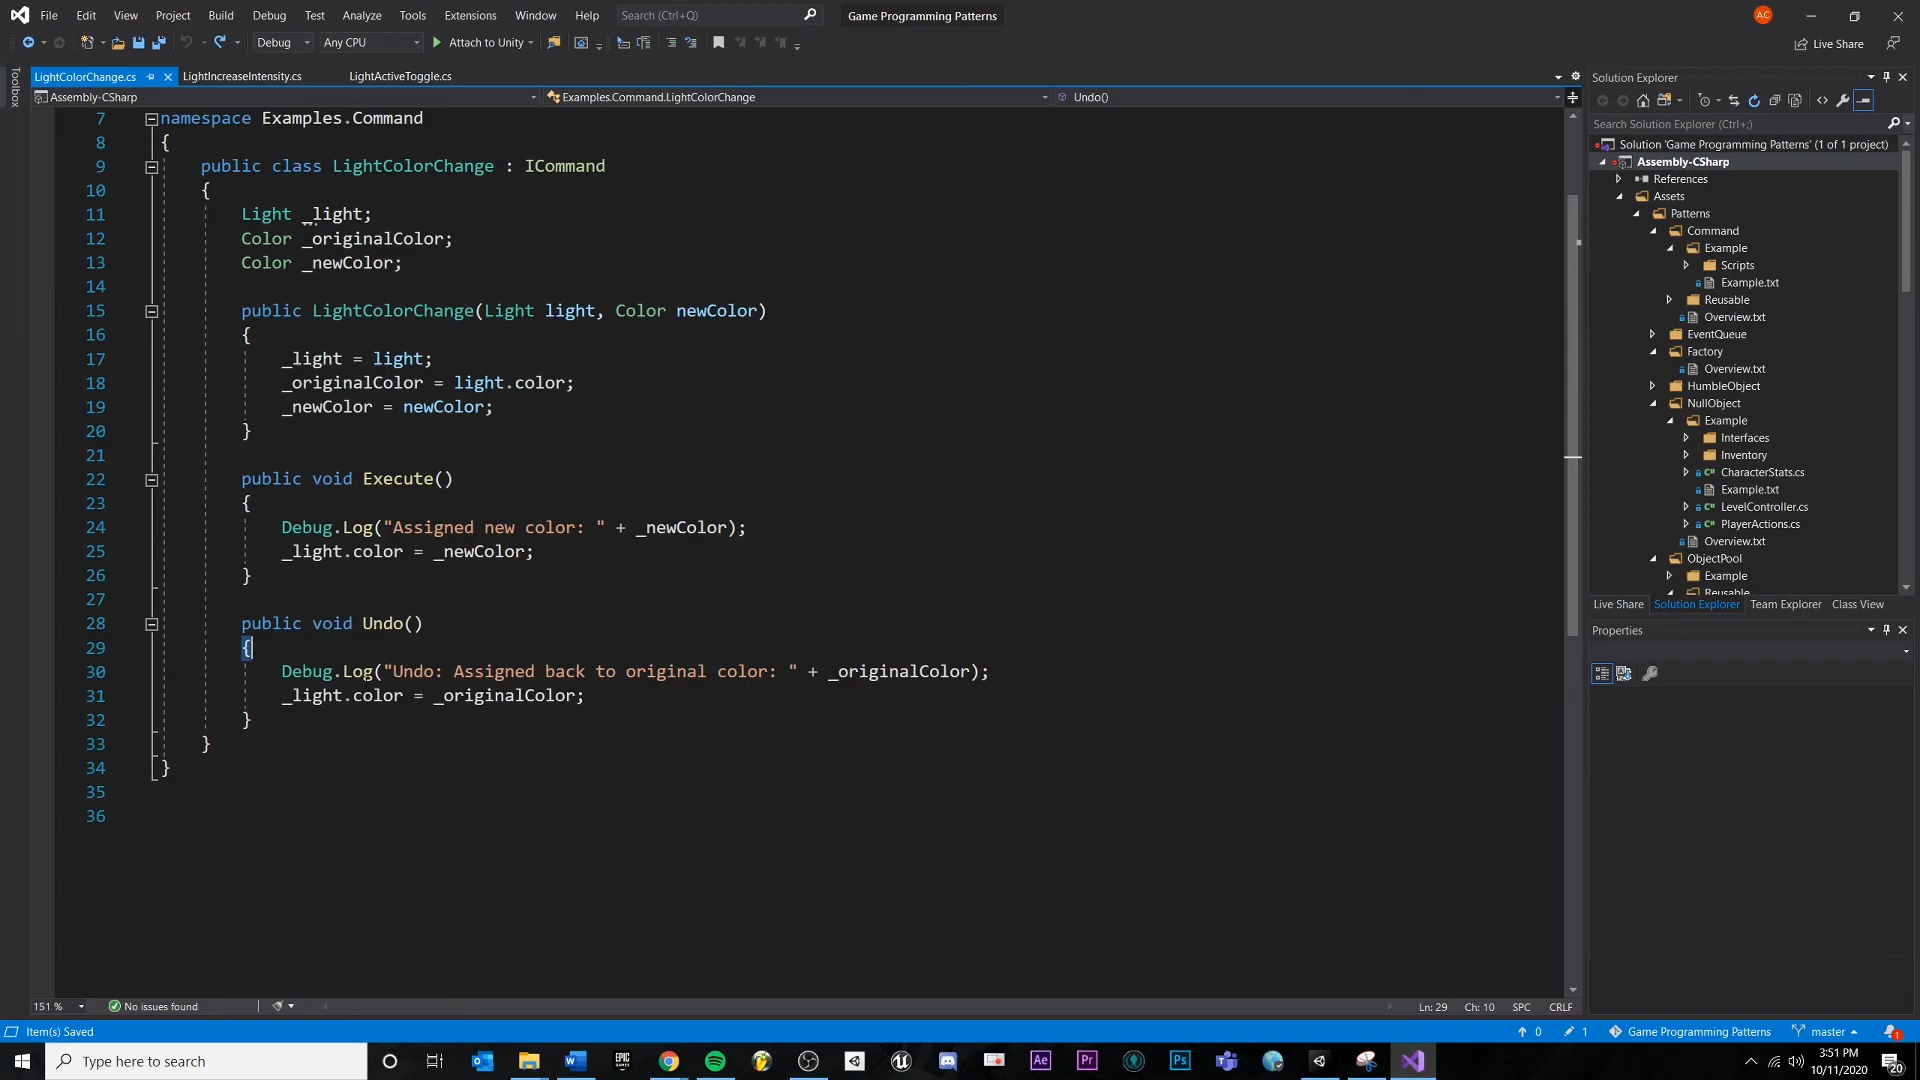 File Edit View Project Build Debug Test Analyze Tools Extensions Window Help Search (Ctrl+Q) Game Programming Patterns AC
Debug Any CPU Attach to Unity Live Share
Toolbox
LightColorChange.cs LightIncreaseIntensity.cs LightActiveToggle.cs
Assembly-CSharp Examples.Command.LightColorChange Undo()
7 namespace Examples.Command
8 {
9 public class LightColorChange : ICommand
10 {
11 Light _light;
12 Color _originalColor;
13 Color _newColor;
14
15 public LightColorChange(Light light, Color newColor)
16 {
17 _light = light;
18 _originalColor = light.color;
19 _newColor = newColor;
20 }
21
22 public void Execute()
23 {
24 Debug.Log("Assigned new color: " + _newColor);
25 _light.color = _newColor;
26 }
27
28 public void Undo()
29 {
30 Debug.Log("Undo: Assigned back to original color: " + _originalColor);
31 _light.color = _originalColor;
32 }
33 }
34 }
35
36
151 % No issues found Ln: 29 Ch: 10 SPC CRLF
Solution Explorer
Search Solution Explorer (Ctrl+;)
Solution 'Game Programming Patterns' (1 of 1 project)
Assembly-CSharp
References
Assets
Patterns
Command
Example
Scripts
Example.txt
Reusable
Overview.txt
EventQueue
Factory
Overview.txt
HumbleObject
NullObject
Example
Interfaces
Inventory
CharacterStats.cs
Example.txt
LevelController.cs
PlayerActions.cs
Overview.txt
ObjectPool
Example
Reusable
Live Share Solution Explorer Team Explorer Class View
Properties
Item(s) Saved 0 1 Game Programming Patterns master 1
Type here to search EPIC GAMES Ae Pr Ps 3:51 PM
10/11/2020 20